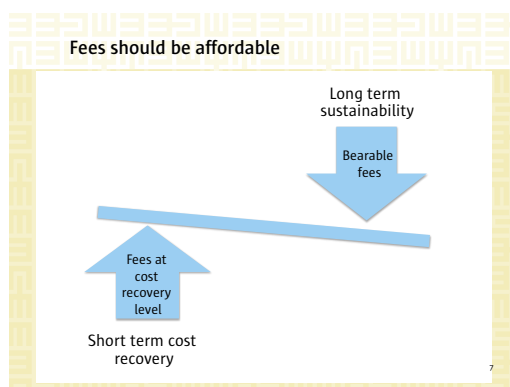 Fees should be affordable
Long term
sustainability
Bearable
fees
Fees at
cost
recovery
level
Short term cost
recovery
7